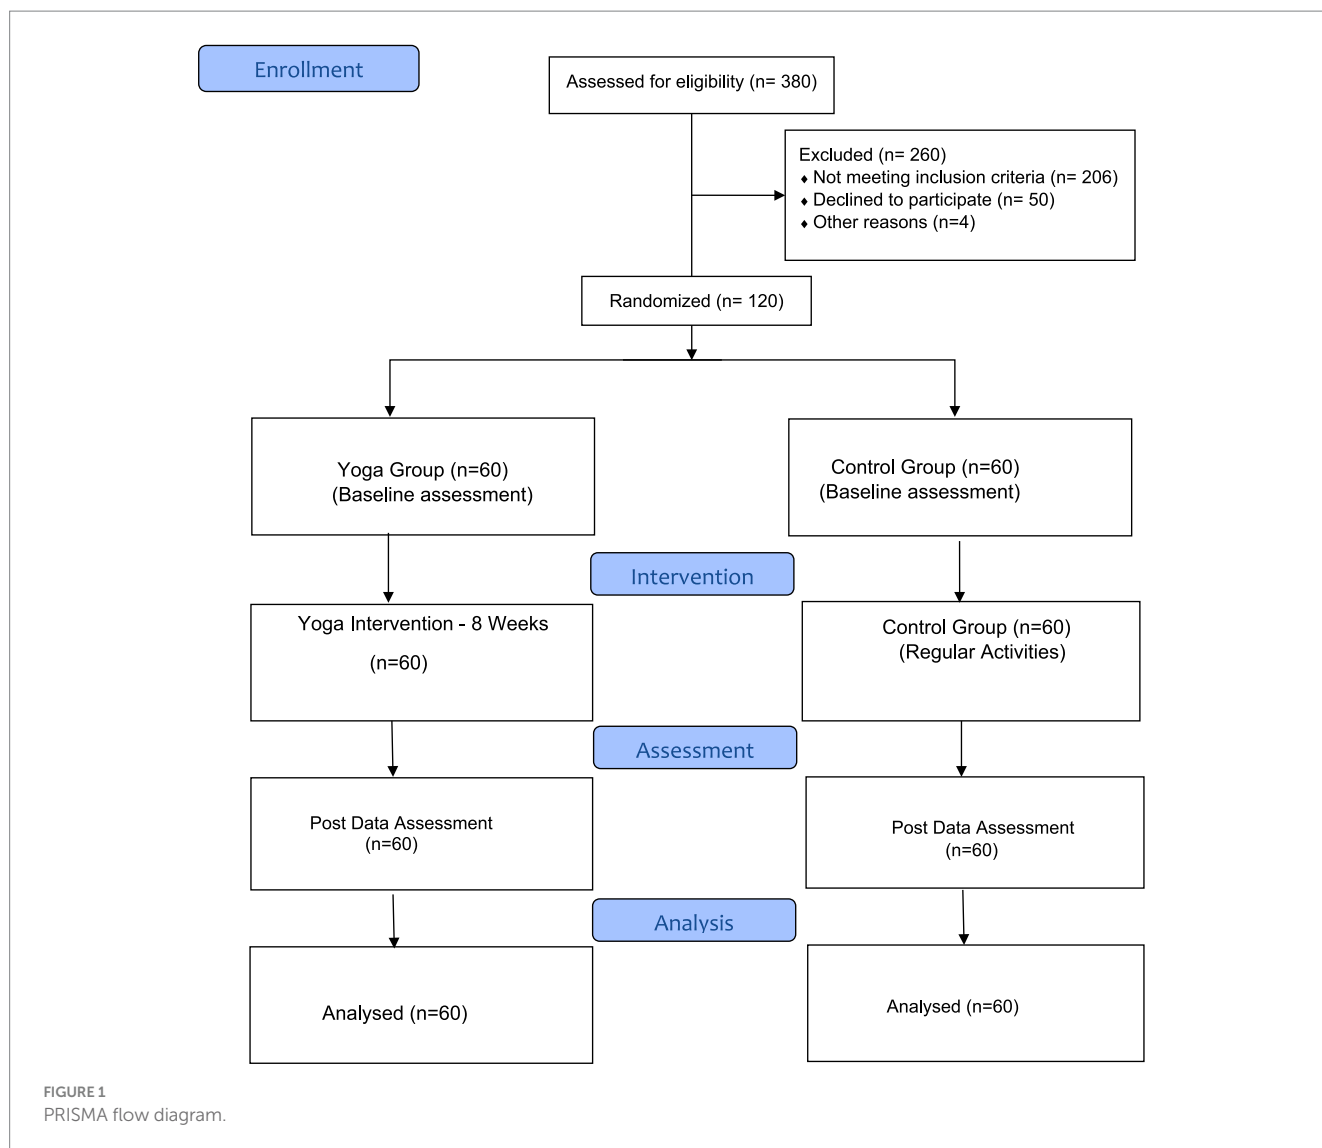 Enrollment
Assessed for eligibility (n= 380)
Excluded (n= 260)
♦ Not meeting inclusion criteria (n= 206)
♦ Declined to participate (n= 50)
♦ Other reasons (n=4)
Randomized (n= 120)
Yoga Group (n=60)
(Baseline assessment)
Control Group (n=60)
(Baseline assessment)
Intervention
Yoga Intervention - 8 Weeks
(n=60)
Control Group (n=60)
(Regular Activities)
Assessment
Post Data Assessment
(n=60)
Post Data Assessment
(n=60)
Analysis
Analysed (n=60)
Analysed (n=60)
FIGURE 1
PRISMA flow diagram.